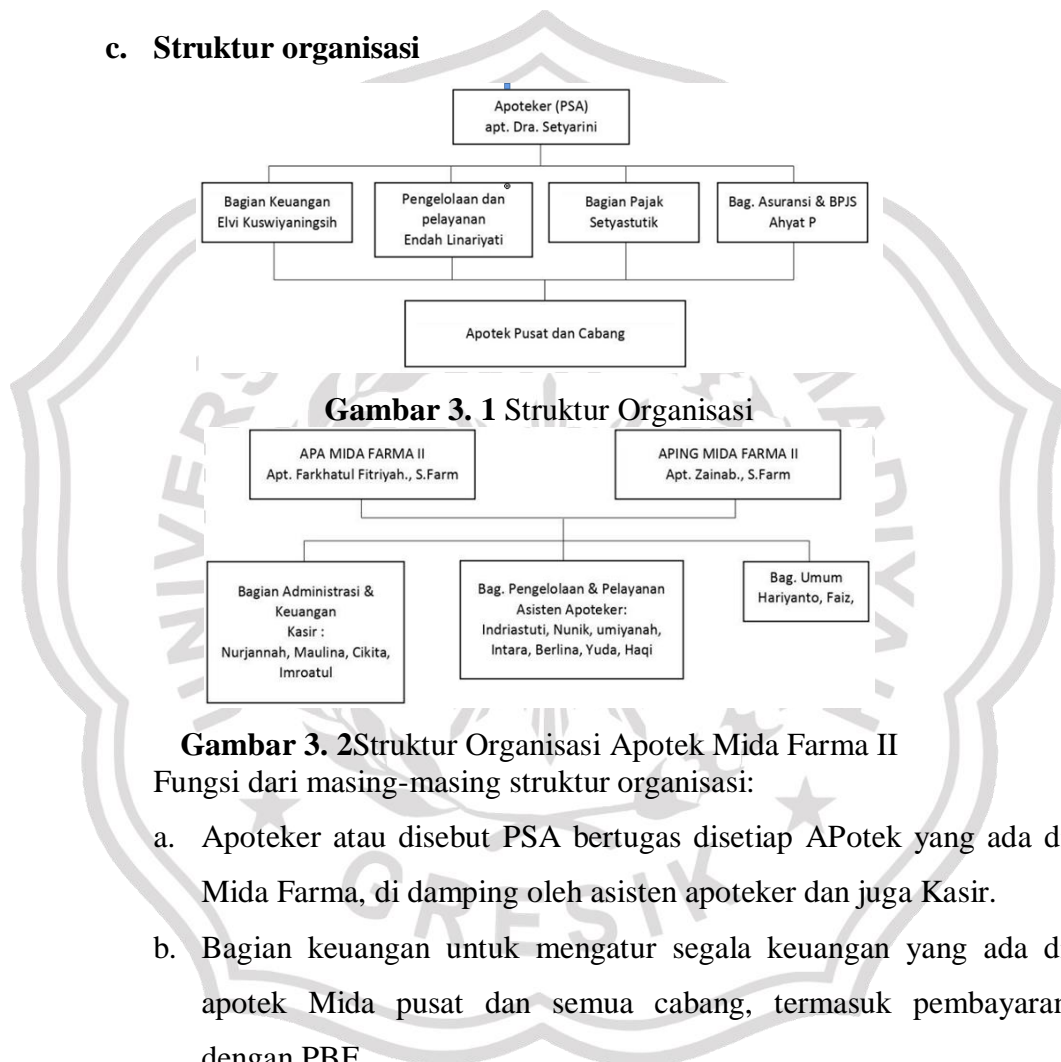 c. Struktur organisasi
Apoteker (PSA)
apt. Dra. Setyarini
Bagian Keuangan
Elvi Kuswiyaningsih
Pengelolaan dan
pelayanan
Endah Linariyati
Bagian Pajak
Setyastutik
Bag. Asuransi & BPJS
Ahyat P
Apotek Pusat dan Cabang
Gambar 3. 1 Struktur Organisasi
APA MIDA FARMA II
Apt. Farkhatul Fitriyah., S.Farm
APING MIDA FARMA II
Apt. Zainab., S.Farm
Bagian Administrasi &
Keuangan
Kasir :
Nurjannah, Maulina, Cikita,
Imroatul
Bag. Pengelolaan & Pelayanan
Asisten Apoteker:
Indriastuti, Nunik, umiyanah,
Intara, Berlina, Yuda, Haqi
Bag. Umum
Hariyanto, Faiz,
Gambar 3. 2Struktur Organisasi Apotek Mida Farma II
Fungsi dari masing-masing struktur organisasi:
a. Apoteker atau disebut PSA bertugas disetiap APotek yang ada d
Mida Farma, di damping oleh asisten apoteker dan juga Kasir.
b. Bagian keuangan untuk mengatur segala keuangan yang ada d
apotek Mida pusat dan semua cabang, termasuk pembayaran
dengan PBF
GRESIK